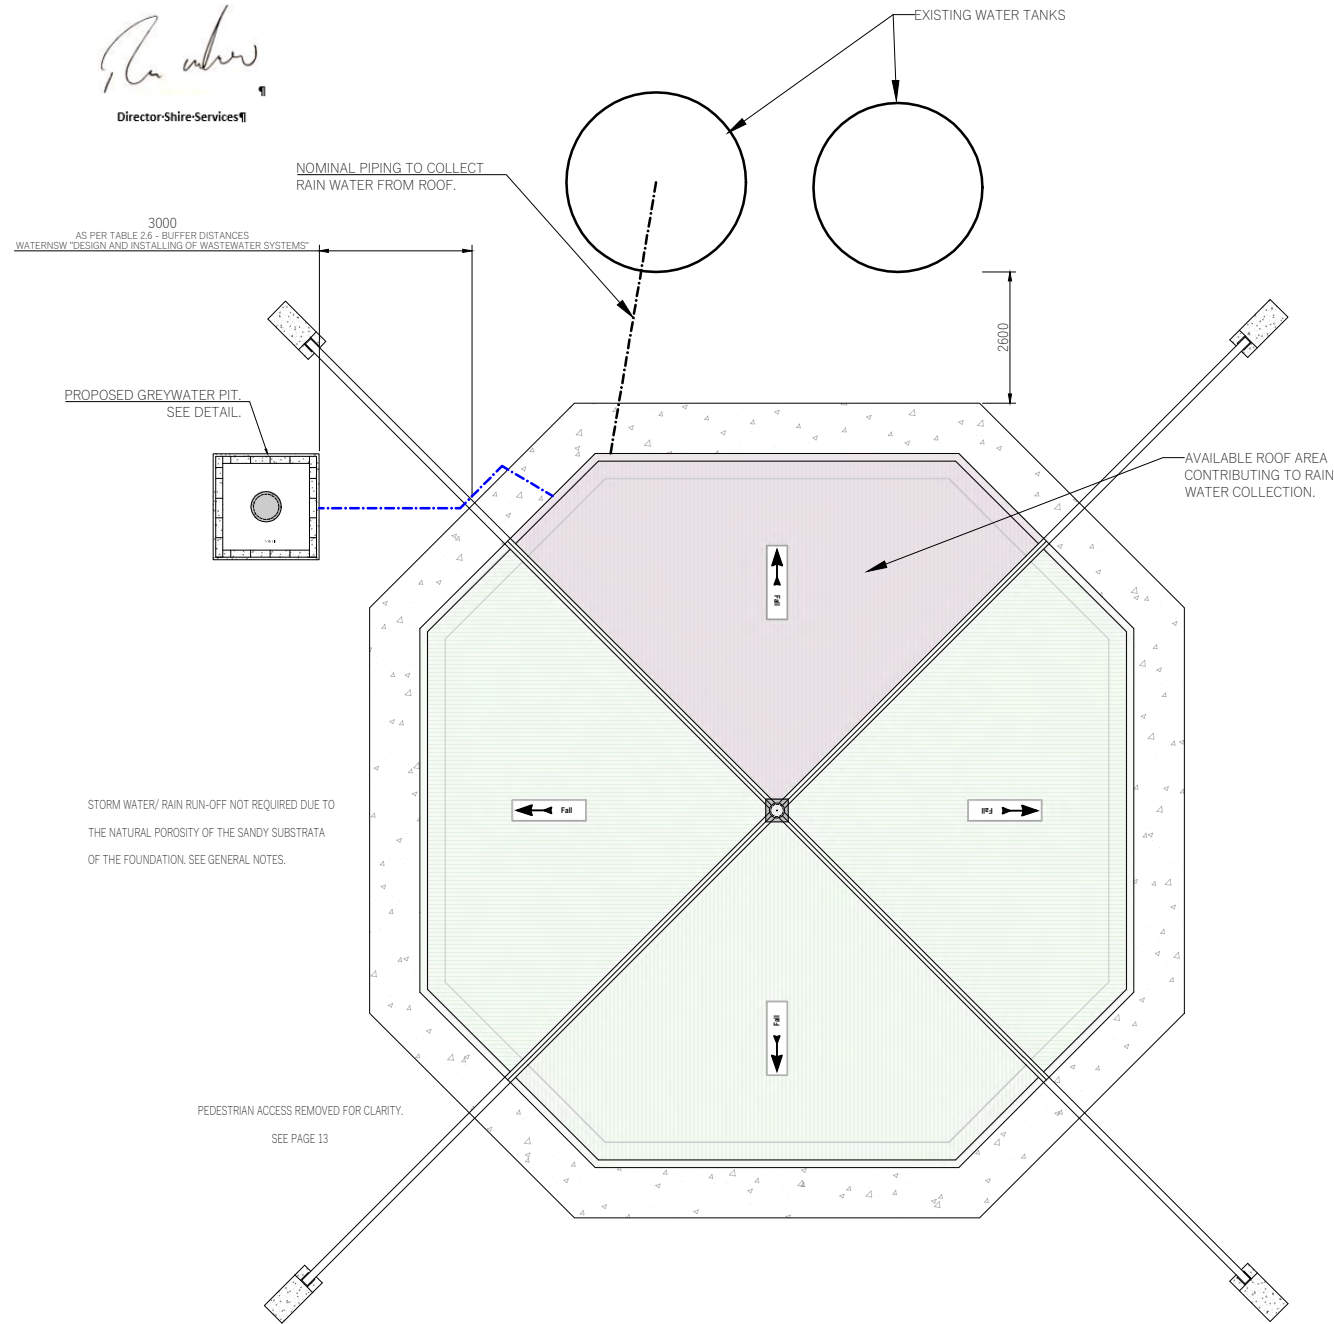 EXISTING WATER TANKS
¶
Director·Shire·Services¶
NOMINAL PIPING TO COLLECT
RAIN WATER FROM ROOF.
3000
AS PER TABLE 2.6 - BUFFER DISTANCES
WATERNSW "DESIGN AND INSTALLING OF WASTEWATER SYSTEMS"
2600
PROPOSED GREYWATER PIT.
SEE DETAIL.
AVAILABLE ROOF AREA
CONTRIBUTING TO RAIN
WATER COLLECTION.
Fall
Fall
Fall
STORM WATER/ RAIN RUN-OFF NOT REQUIRED DUE TO
THE NATURAL POROSITY OF THE SANDY SUBSTRATA
OF THE FOUNDATION. SEE GENERAL NOTES.
Fall
PEDESTRIAN ACCESS REMOVED FOR CLARITY.
SEE PAGE 13